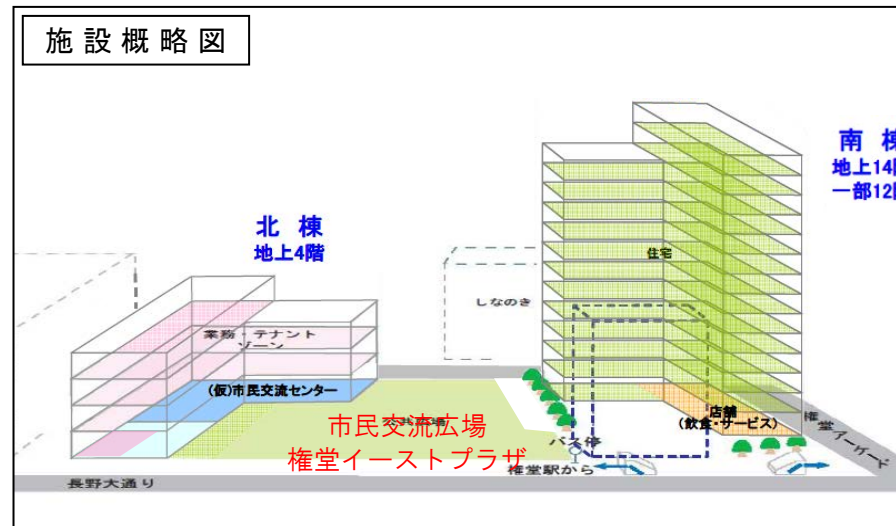 施設概略図
南棟
地上14階
一部12階
北棟
地上4階
住宅
しなのき
業務・テナント
ゾーン
(仮)市民交流センター
店舗
(飲食・サービス)
市民交流広場
権堂イーストプラザ
バス停
権堂駅から
権堂アーケード
長野大通り